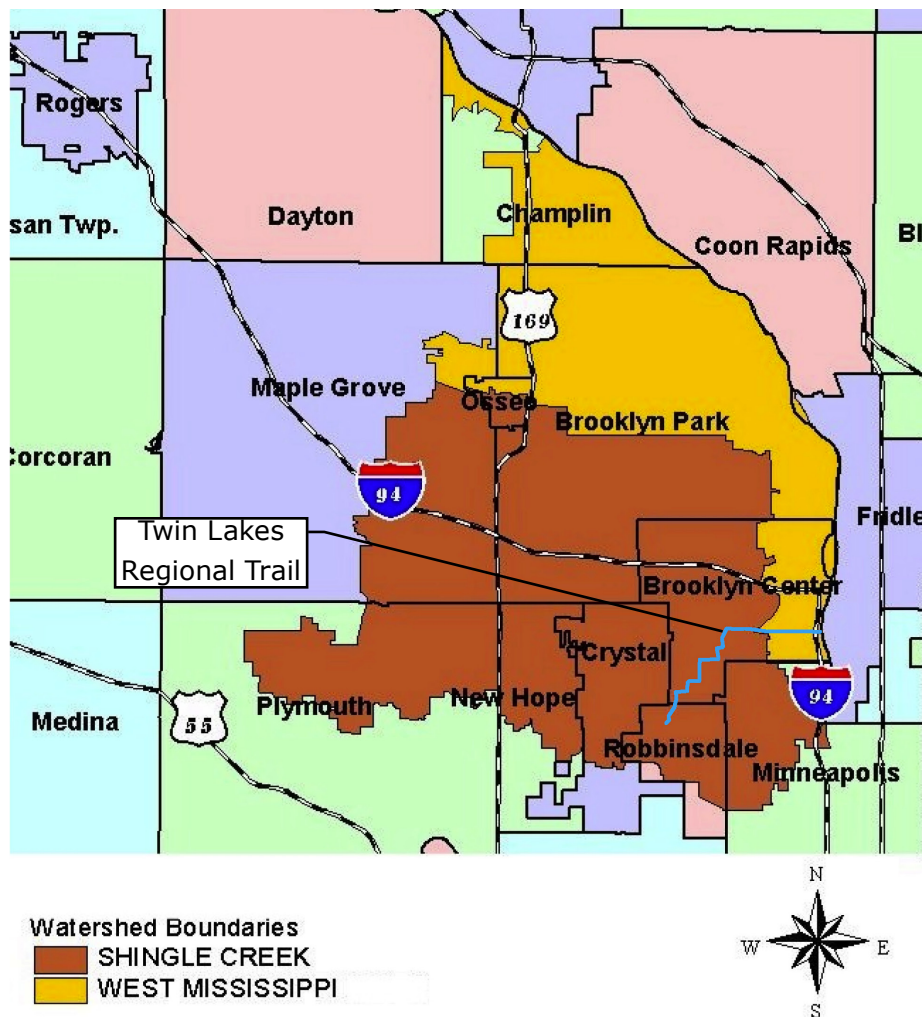 Rogers
san Twp.
Dayton
Champlin
Coon Rapids
Bl
169
Maple Grove
Osseo
Brooklyn Park
Corcoran
94
Fridle
Twin Lakes
Regional Trail
Brooklyn Center
Crystal
Medina
55
Plymouth
New Hope
94
Robbinsdale
Minneapolis
N
W
E
S
Watershed Boundaries
SHINGLE CREEK
WEST MISSISSIPPI